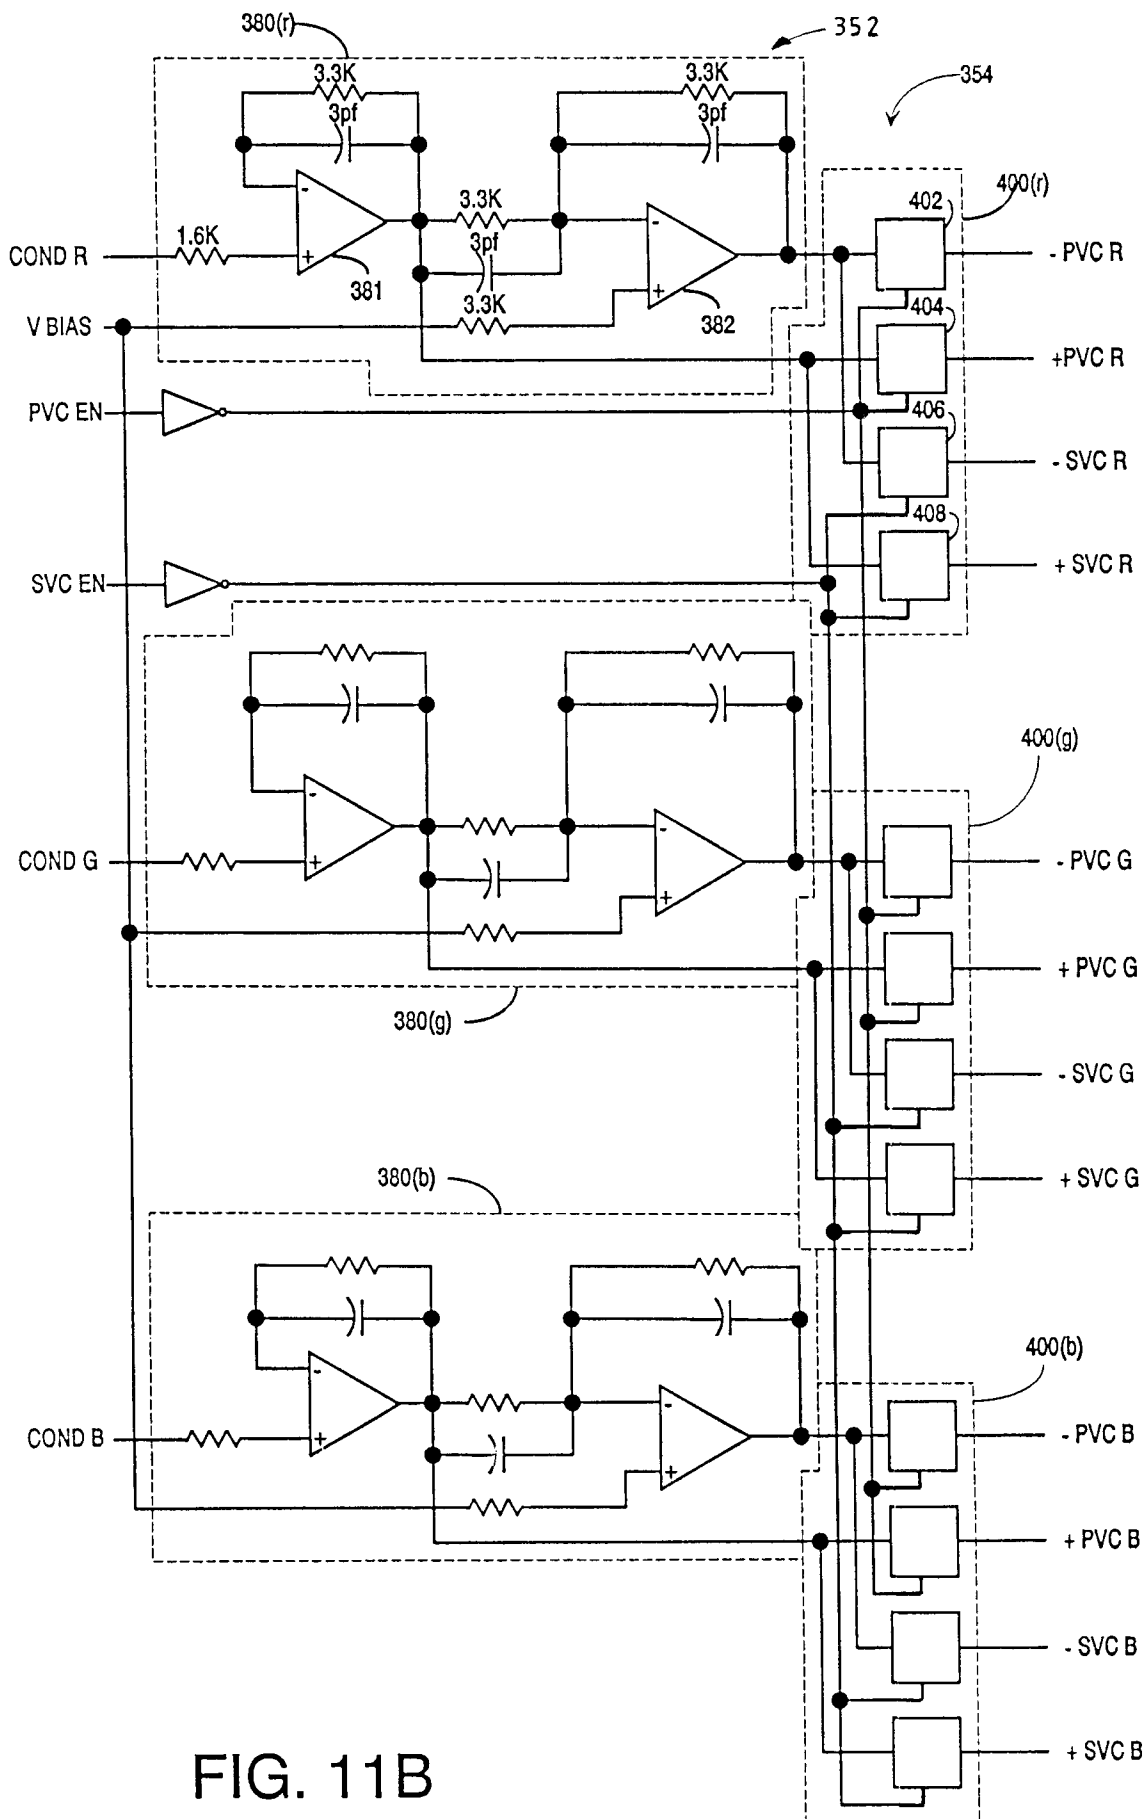 380(r)
352
354
3.3K
3pf
3.3K
3pf
-
+
381
1.6K
COND R
3.3K
3pf
3.3K
-
+
382
V BIAS
PVC EN
SVC EN
400(r)
402
- PVC R
404
+PVC R
406
- SVC R
408
+ SVC R
-
+
COND G
-
+
380(g)
400(g)
- PVC G
+ PVC G
- SVC G
+ SVC G
380(b)
-
+
COND B
-
+
400(b)
- PVC B
+ PVC B
- SVC B
+ SVC B
FIG. 11B